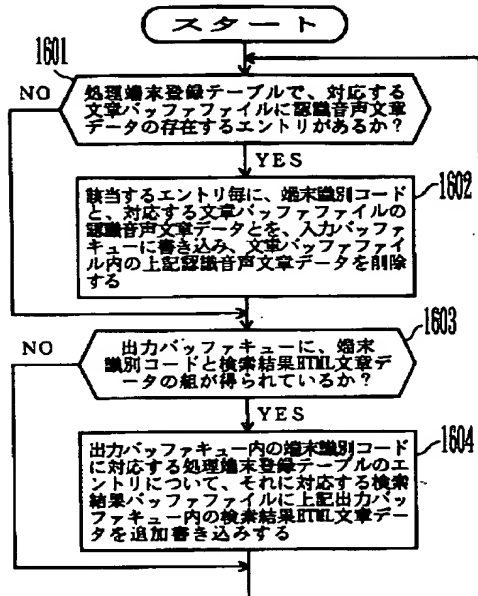 スタート
1601
NO
処理端末登録テーブルで、対応する
文章バッファファイルに認識音声文章
データの存在するエントリがあるか?
YES
1602
該当するエントリ毎に、端末識別コード
と、対応する文章バッファファイルの
認識音声文章データとを、入力バッファ
キューに書き込み、文章バッファファイ
ル内の上記認識音声文章データを削除
する
1603
NO
出力バッファキューに、端末
識別コードと検索結果HTML文章デ
ータの組が得られているか?
YES
1604
出力バッファキュー内の端末識別コード
に対応する処理端末登録テーブルのエ
ントリについて、それに対応する検索
結果バッファファイルに上記出力バッ
ファキュー内の検索結果HTML文章デー
タを追加書き込みする